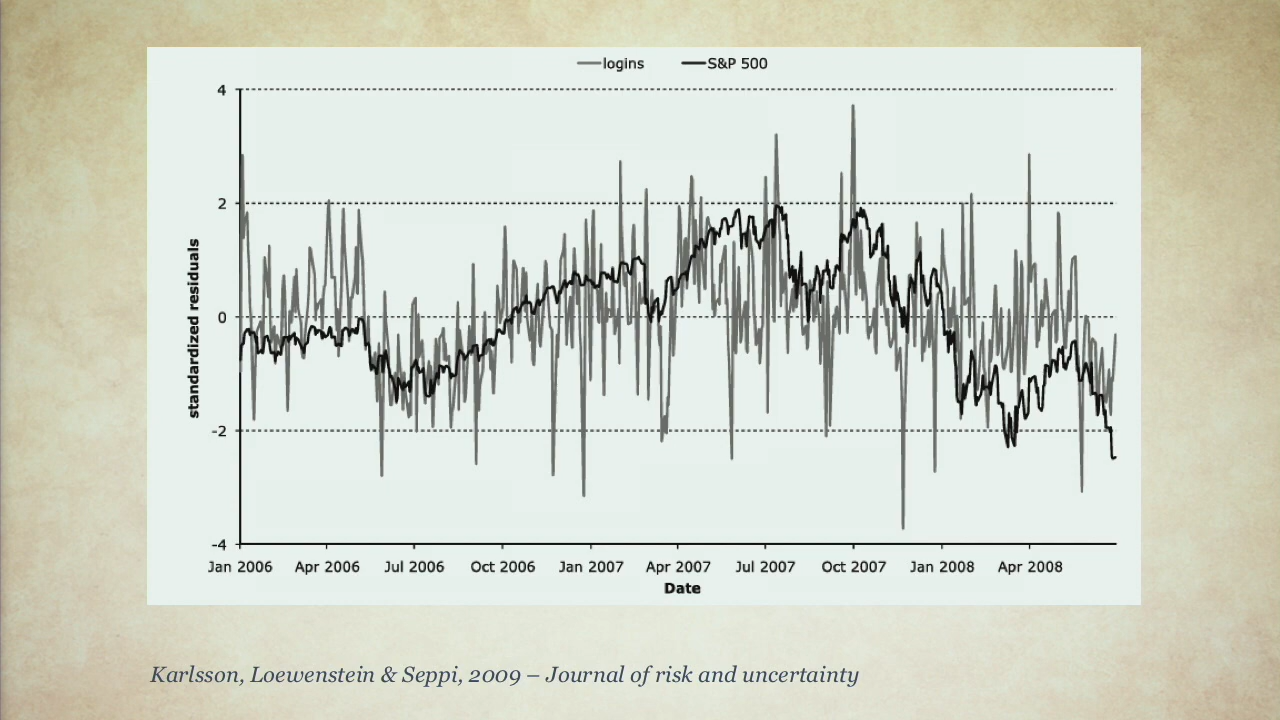 logins S&P 500
4
2
0
-2
-4
standardized residuals
Jan 2006 Apr 2006 Jul 2006 Oct 2006 Jan 2007 Apr 2007 Jul 2007 Oct 2007 Jan 2008 Apr 2008
Date
Karlsson, Loewenstein & Seppi, 2009 – Journal of risk and uncertainty